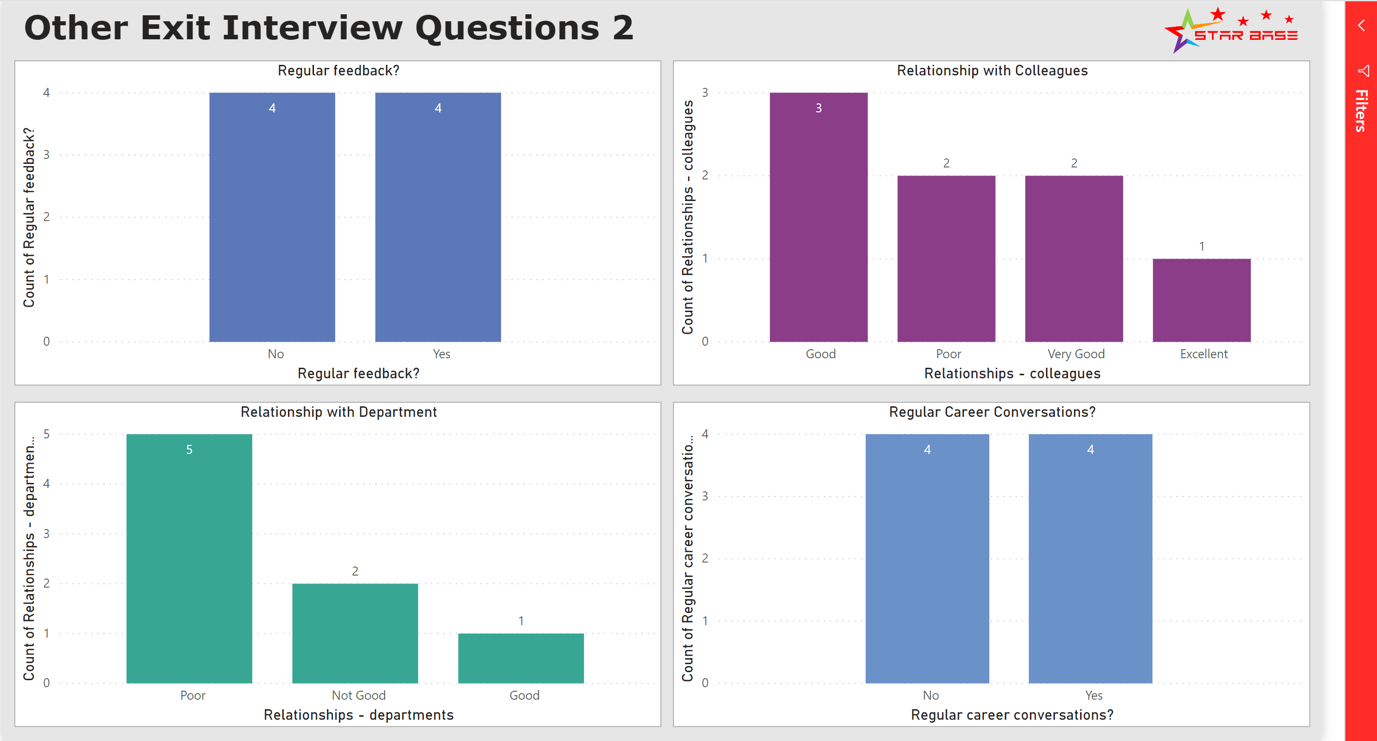 Other Exit Interview Questions 2
STAR BASE
Filters
Regular feedback?
Count of Regular feedback?
4
3
2
1
0
4
4
No
Yes
Regular feedback?
Relationship with Colleagues
Count of Relationships - colleagues
3
2
1
0
3
2
2
1
Good
Poor
Very Good
Excellent
Relationships - colleagues
Relationship with Department
Count of Relationships - departmen...
5
4
3
2
1
0
5
2
1
Poor
Not Good
Good
Relationships - departments
Regular Career Conversations?
Count of Regular career conversatio...
4
3
2
1
0
4
4
No
Yes
Regular career conversations?